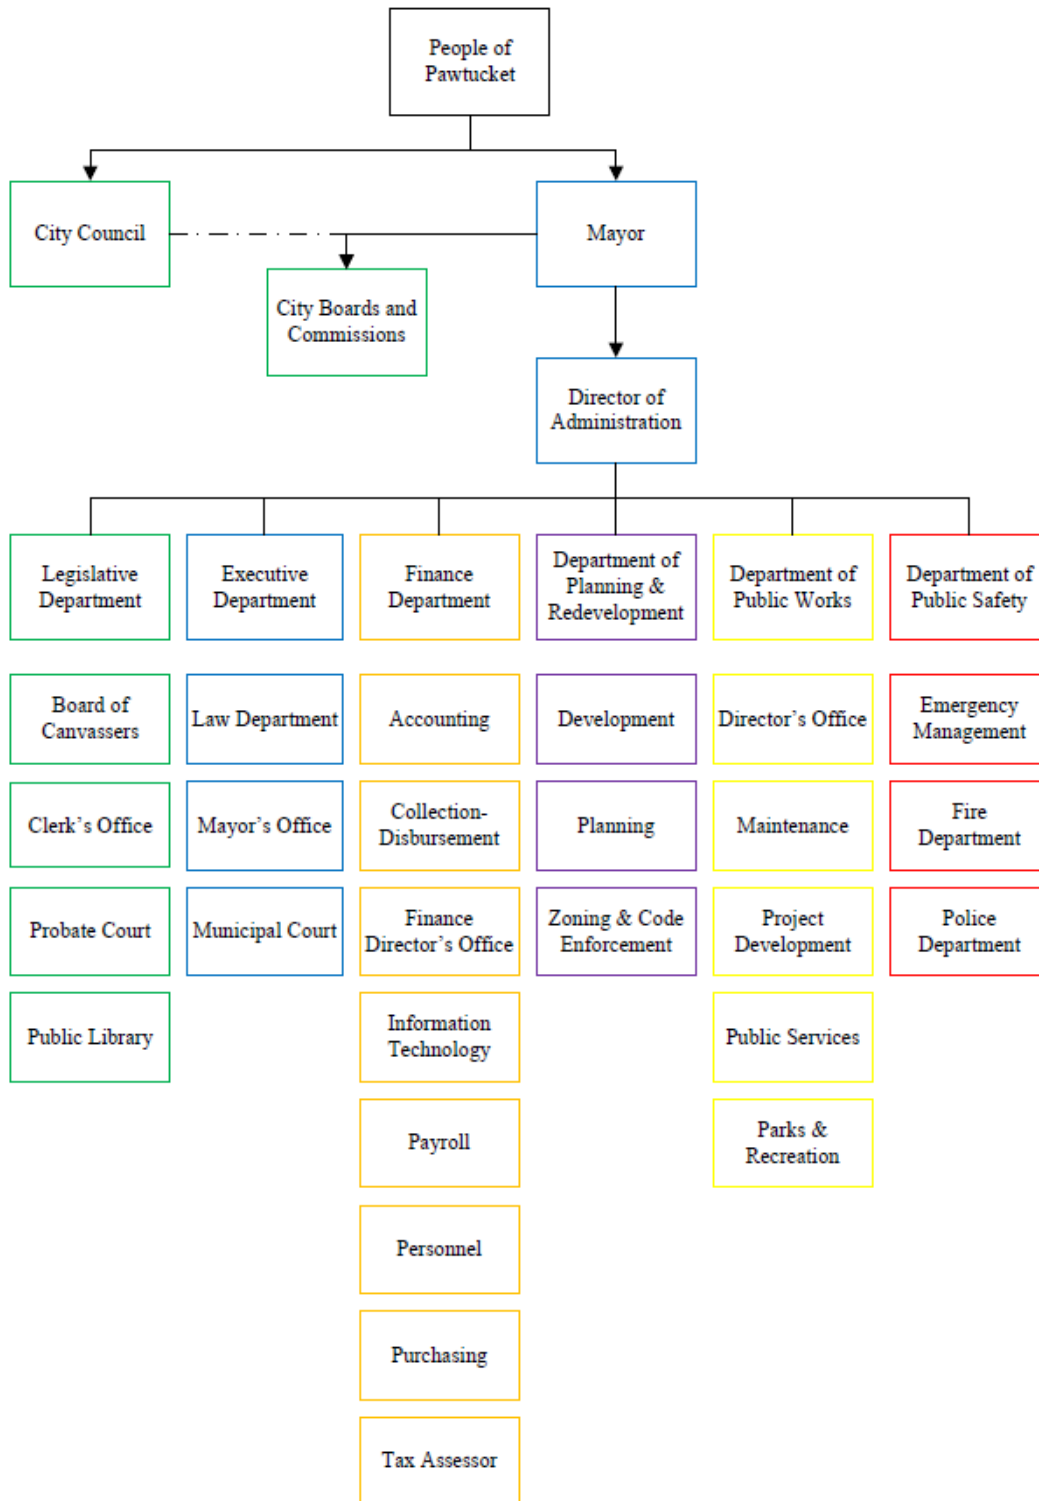 People of
Pawtucket
City Council
Mayor
City Boards and
Commissions
Director of
Administration
Legislative
Department
Executive
Department
Finance
Department
Department of
Planning &
Redevelopment
Department of
Public Works
Department of
Public Safety
Board of
Canvassers
Law Department
Accounting
Development
Director’s Office
Emergency
Management
Clerk’s Office
Mayor’s Office
Collection-
Disbursement
Planning
Maintenance
Fire
Department
Probate Court
Municipal Court
Finance
Director’s Office
Zoning & Code
Enforcement
Project
Development
Police
Department
Public Library
Information
Technology
Public Services
Payroll
Parks &
Recreation
Personnel
Purchasing
Tax Assessor